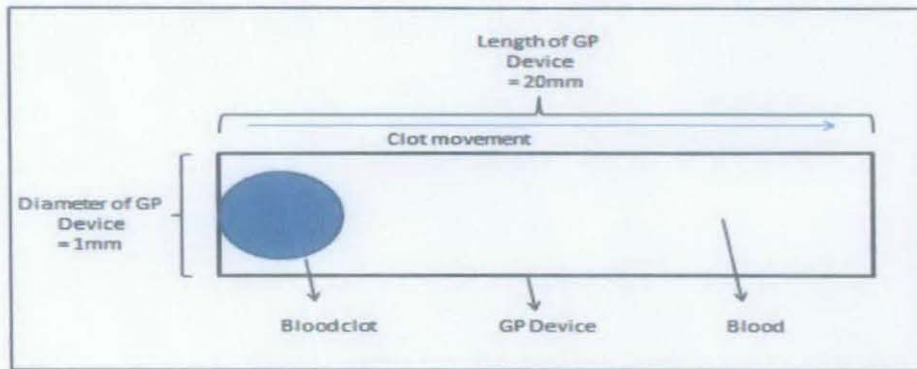 Length of GP
Device
= 20mm
Clot movement
Diameter of GP
Device
= 1mm
Blood clot
GP Device
Blood